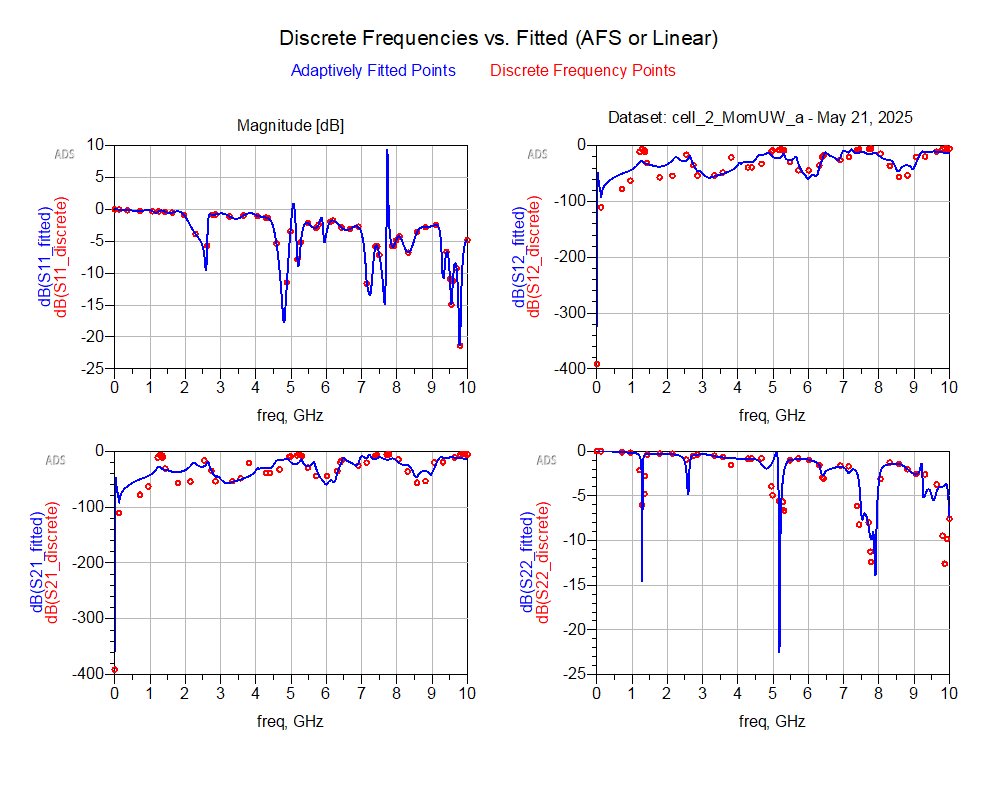 Discrete Frequencies vs. Fitted (AFS or Linear)
Adaptively Fitted Points Discrete Frequency Points
Magnitude [dB]
ADS
10
5
0
-5
-10
-15
-20
-25
dB(S11_fitted)
dB(S11_discrete)
0 1 2 3 4 5 6 7 8 9 10
freq, GHz
Dataset: cell_2_MomUW_a - May 21, 2025
ADS
0
-100
-200
-300
-400
dB(S12_fitted)
dB(S12_discrete)
0 1 2 3 4 5 6 7 8 9 10
freq, GHz
ADS
0
-100
-200
-300
-400
dB(S21_fitted)
dB(S21_discrete)
0 1 2 3 4 5 6 7 8 9 10
freq, GHz
ADS
0
-5
-10
-15
-20
-25
dB(S22_fitted)
dB(S22_discrete)
0 1 2 3 4 5 6 7 8 9 10
freq, GHz